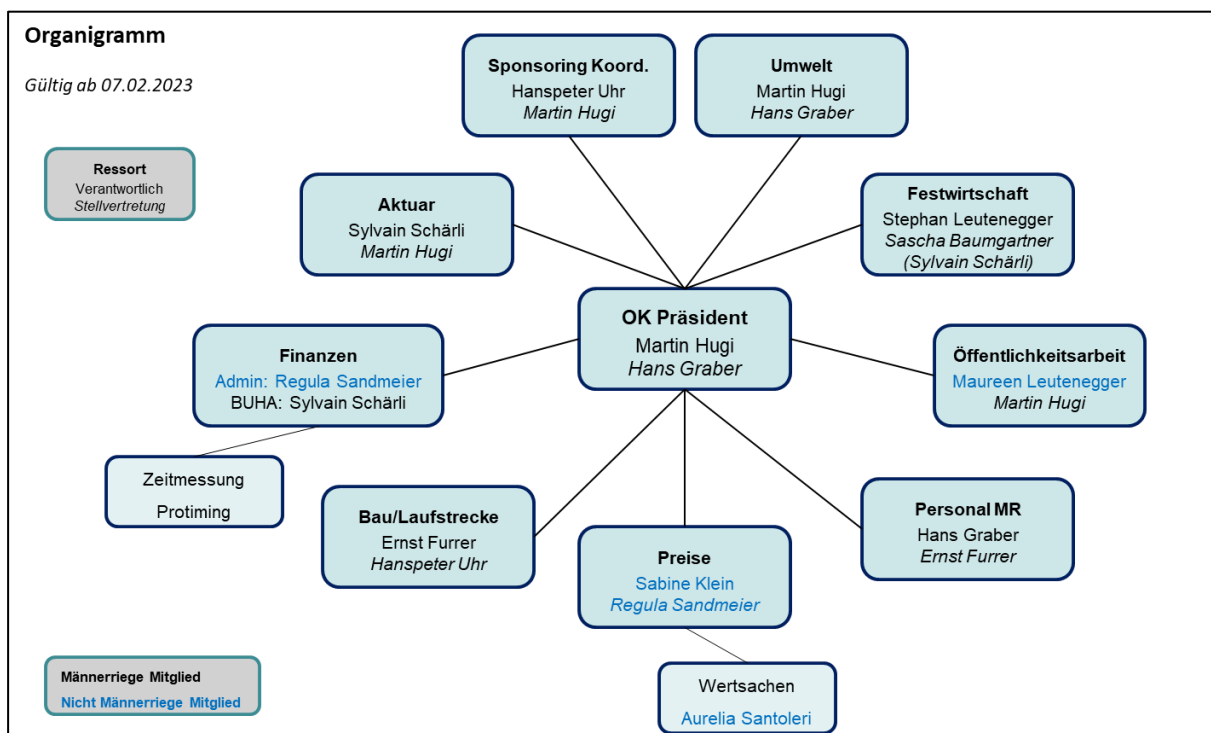 Organigramm
Gültig ab 07.02.2023
Ressort
Verantwortlich
Stellvertretung
Sponsoring Koord.
Hanspeter Uhr
Martin Hugi
Umwelt
Martin Hugi
Hans Graber
Aktuar
Sylvain Schärli
Martin Hugi
Festwirtschaft
Stephan Leutenegger
Sascha Baumgartner
(Sylvain Schärli)
OK Präsident
Martin Hugi
Hans Graber
Finanzen
Admin: Regula Sandmeier
BUHA: Sylvain Schärli
Öffentlichkeitsarbeit
Maureen Leutenegger
Martin Hugi
Zeitmessung
Protiming
Bau/Laufstrecke
Ernst Furrer
Hanspeter Uhr
Preise
Sabine Klein
Regula Sandmeier
Personal MR
Hans Graber
Ernst Furrer
Wertsachen
Aurelia Santoleri
Männerriege Mitglied
Nicht Männerriege Mitglied